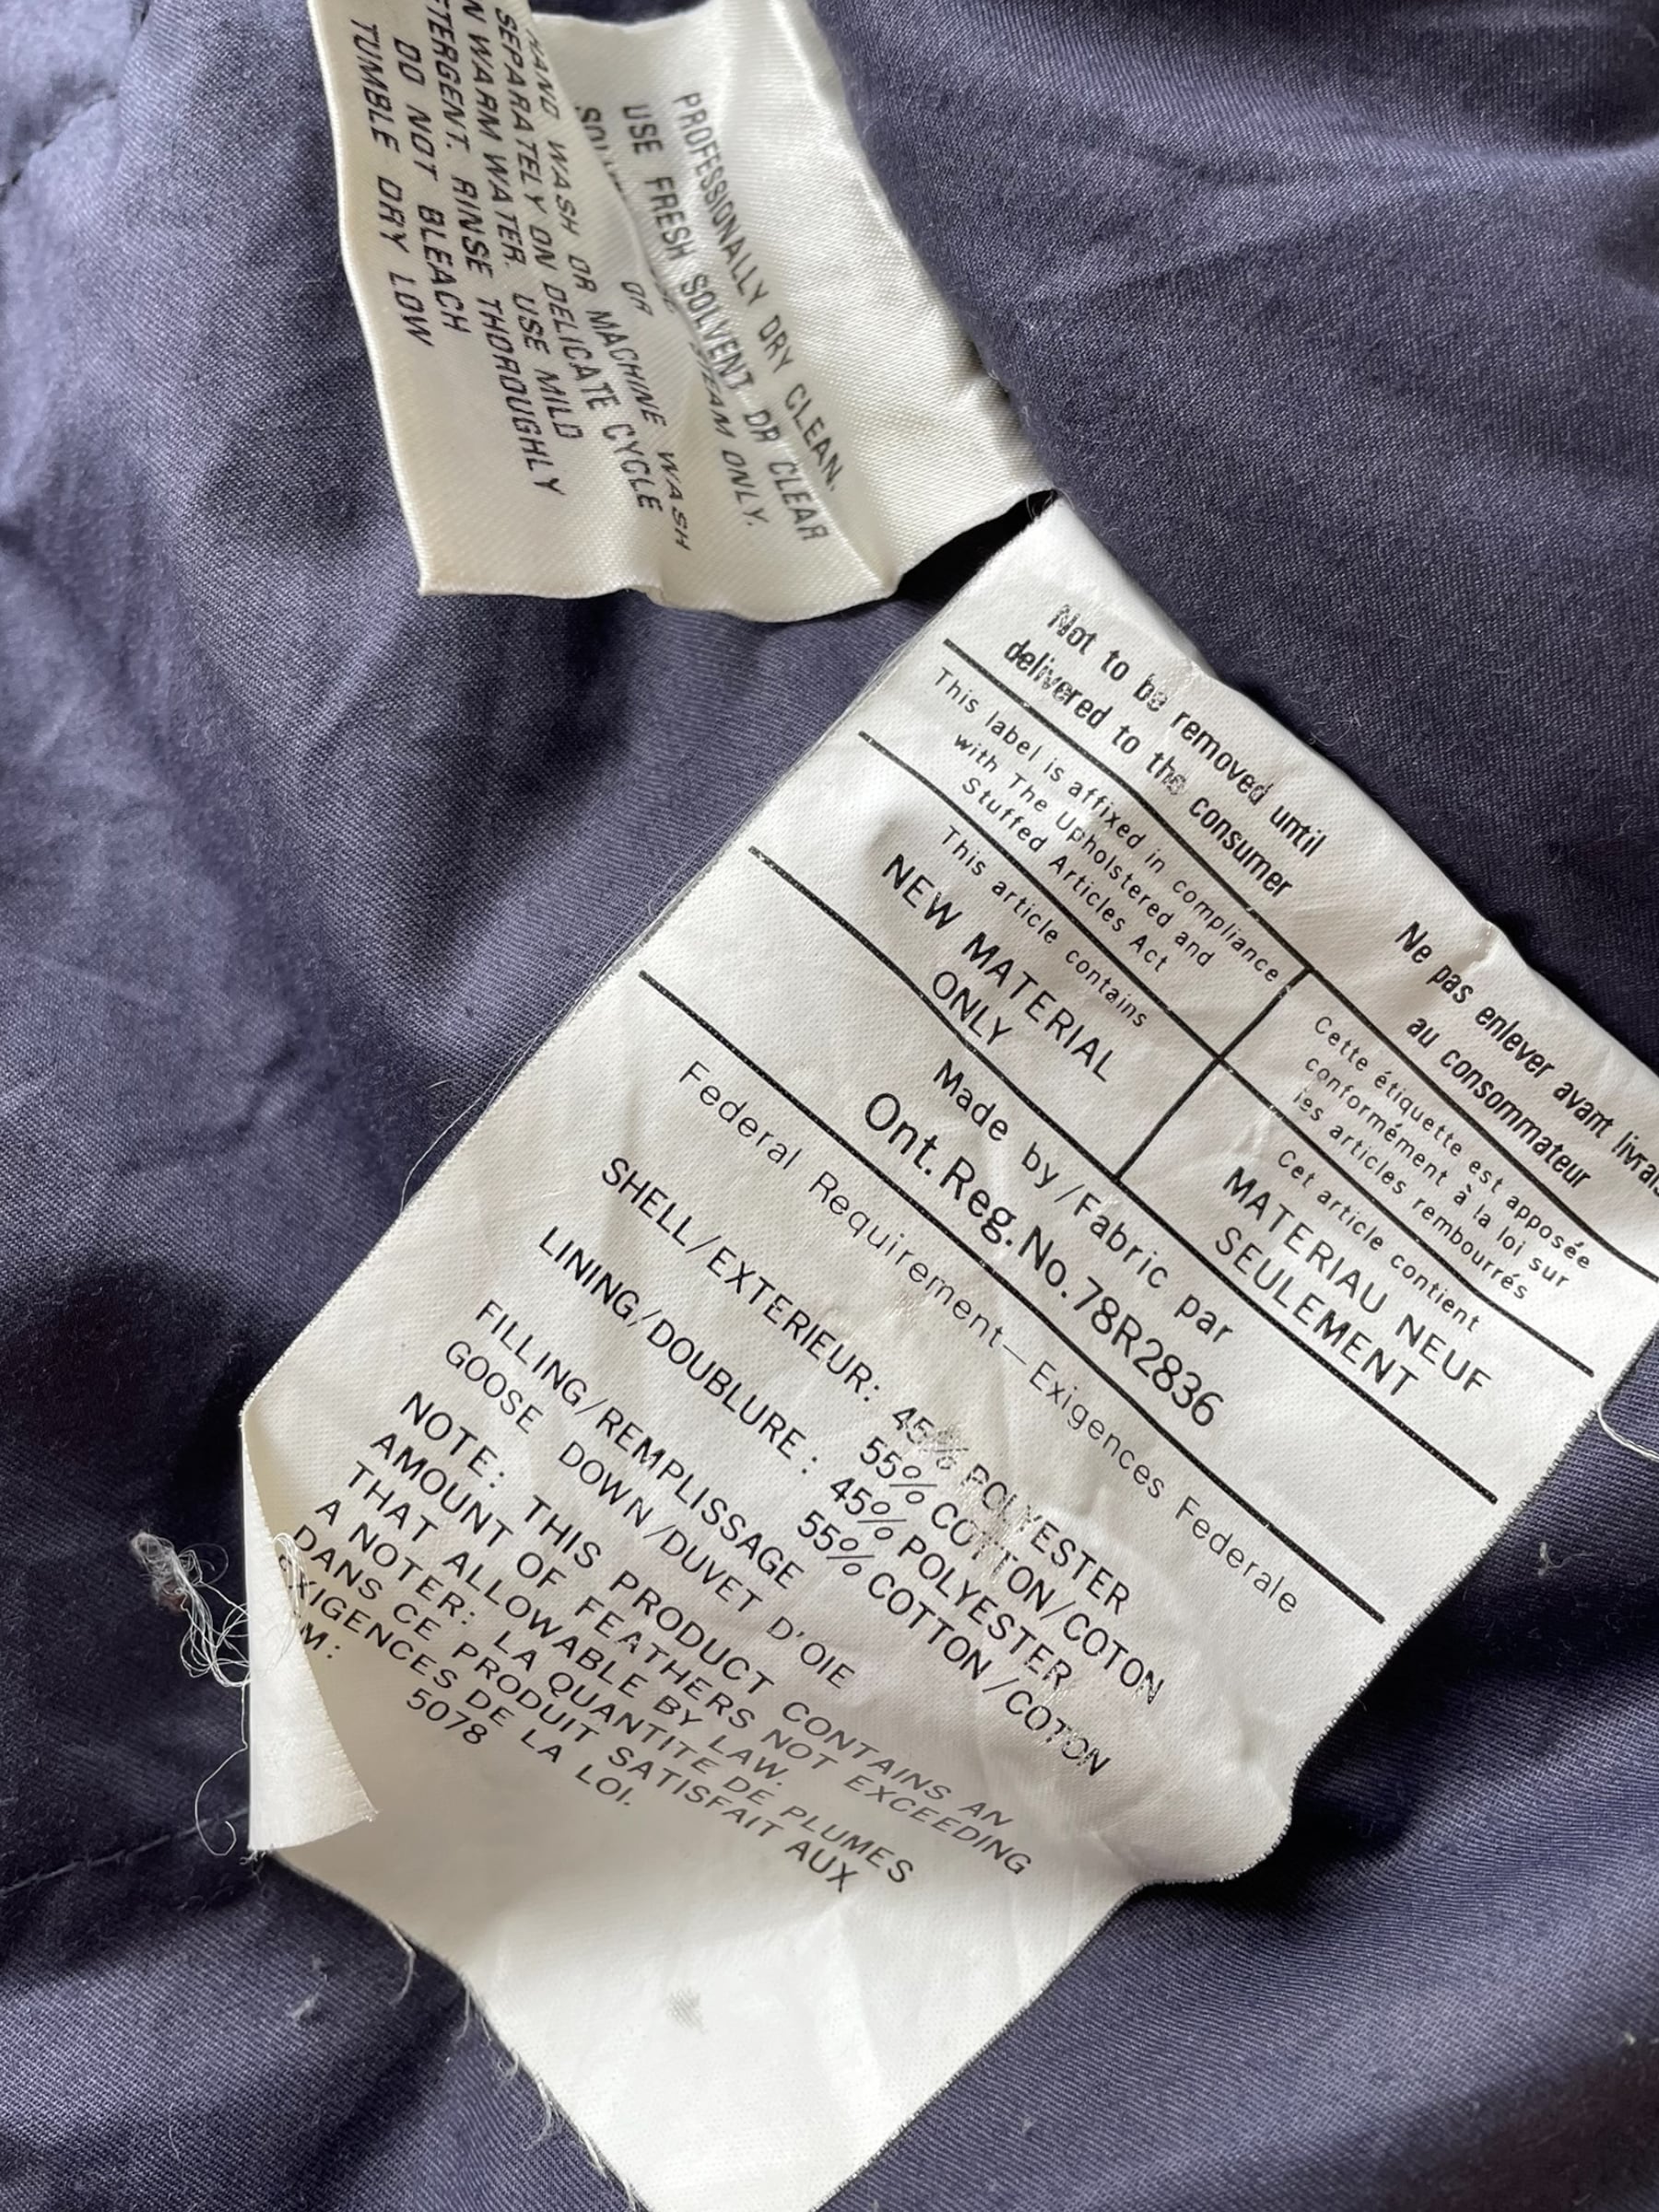 PROFESSIONALLY DRY CLEAN.
USE FRESH SOLVENT OR CLEAR
STEAM ONLY.
OR
HAND WASH OR MACHINE WASH
SEPARATELY ON DELICATE CYCLE
WARM WATER. USE MILD
RINSE THOROUGHLY
DO NOT BLEACH
TUMBLE DRY LOW
Not to be removed until
delivered to the consumer
Ne pas enlever avant
au consommateur
This label is affixed in compliance
with The Upholstered and
Stuffed Articles Act
Cette étiquette est apposée
conformément à la loi sur
les articles rembourrés
This article contains
NEW MATERIAL
ONLY
Cet article contient
MATERIAU NEUF
SEULEMENT
Made by/Fabric par
Ont. Reg. No. 78R2836
Federal Requirement—Exigences Federale
SHELL/EXTERIEUR: 45% POLYESTER
55% COTTON/COTON
LINING/DOUBLURE: 45% POLYESTER
55% COTTON/COTON
FILLING/REMPLISSAGE
GOOSE DOWN/DUVET D'OIE
NOTE: THIS PRODUCT CONTAINS AN
AMOUNT OF FEATHERS NOT EXCEEDING
THAT ALLOWABLE BY LAW.
A NOTER: LA QUANTITE DE PLUMES
DANS CE PRODUIT SATISFAIT AUX
EXIGENCES DE LA LOI.
5078